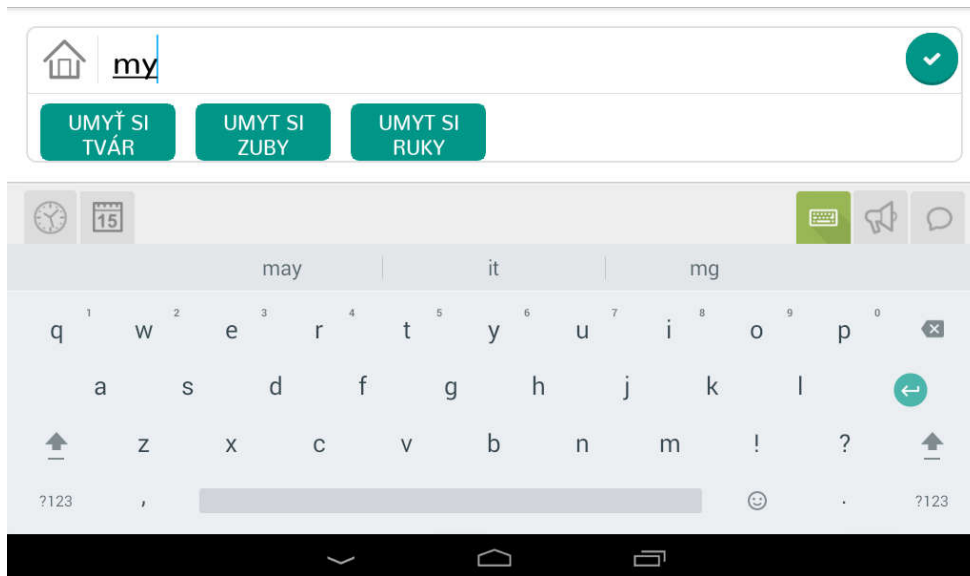 my
UMYŤ SI
TVÁR
UMYT SI
ZUBY
UMYT SI
RUKY
15
may it mg
q 1 w 2 e 3 r 4 t 5 y 6 u 7 i 8 o 9 p 0
a s d f g h j k l
z x c v b n m ! ?
?123 , . ?123